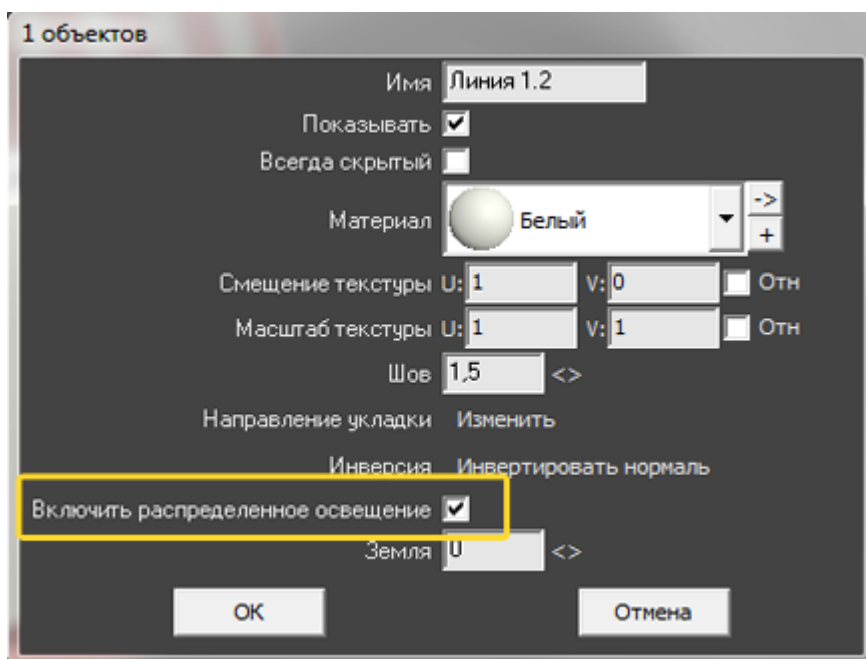 1 объектов
Имя Линия 1.2
Показывать
Всегда скрытый
Материал Белый ->
+
Смещение текстуры U: 1 V: 0 Отн
Масштаб текстуры U: 1 V: 1 Отн
Шов 1,5 <>
Направление укладки Изменить
Инверсия Инвертировать нормаль
Включить распределенное освещение
Земля 0 <>
OK Отмена